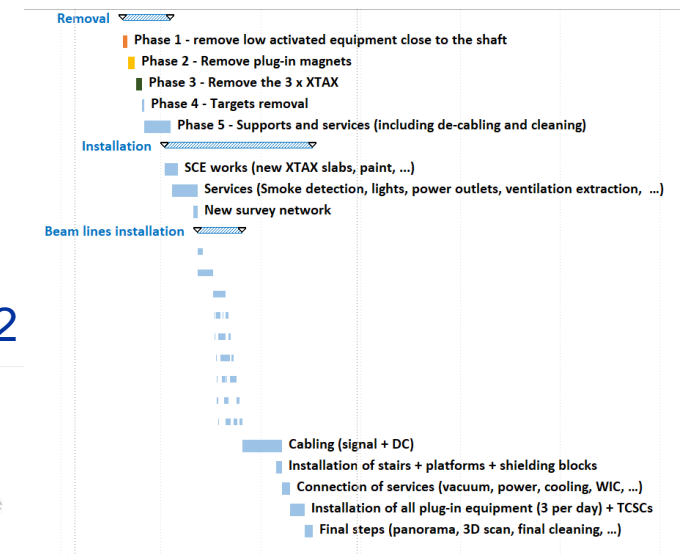 Removal
Phase 1 - remove low activated equipment close to the shaft
Phase 2 - Remove plug-in magnets
Phase 3 - Remove the 3 x XTAX
Phase 4 - Targets removal
Phase 5 - Supports and services (including de-cabling and cleaning)
Installation
SCE works (new XTAX slabs, paint, ...)
Services (Smoke detection, lights, power outlets, ventilation extraction, ...)
New survey network
Beam lines installation
2
Cabling (signal + DC)
Installation of stairs + platforms + shielding blocks
Connection of services (vacuum, power, cooling, WIC, ...)
Installation of all plug-in equipment (3 per day) + TCSCs
Final steps (panorama, 3D scan, final cleaning, ...)